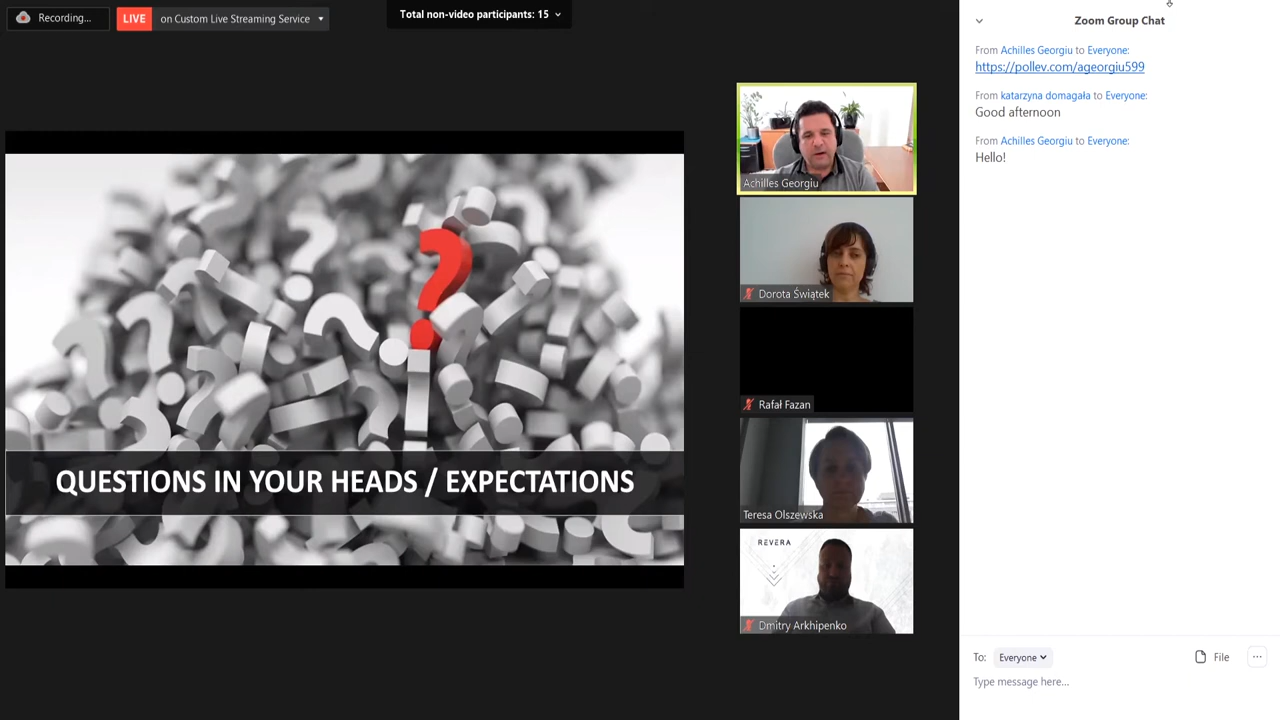 Recording...
LIVE
on Custom Live Streaming Service
Total non-video participants: 15
QUESTIONS IN YOUR HEADS / EXPECTATIONS
Achilles Georgiu
Dorota Świątek
Rafał Fazan
Teresa Olszewska
REVERA
Dmitry Arkhipenko
Zoom Group Chat
From Achilles Georgiu to Everyone:
https://pollev.com/ageorgiu599
From katarzyna domagała to Everyone:
Good afternoon
From Achilles Georgiu to Everyone:
Hello!
To: Everyone
File
...
Type message here...